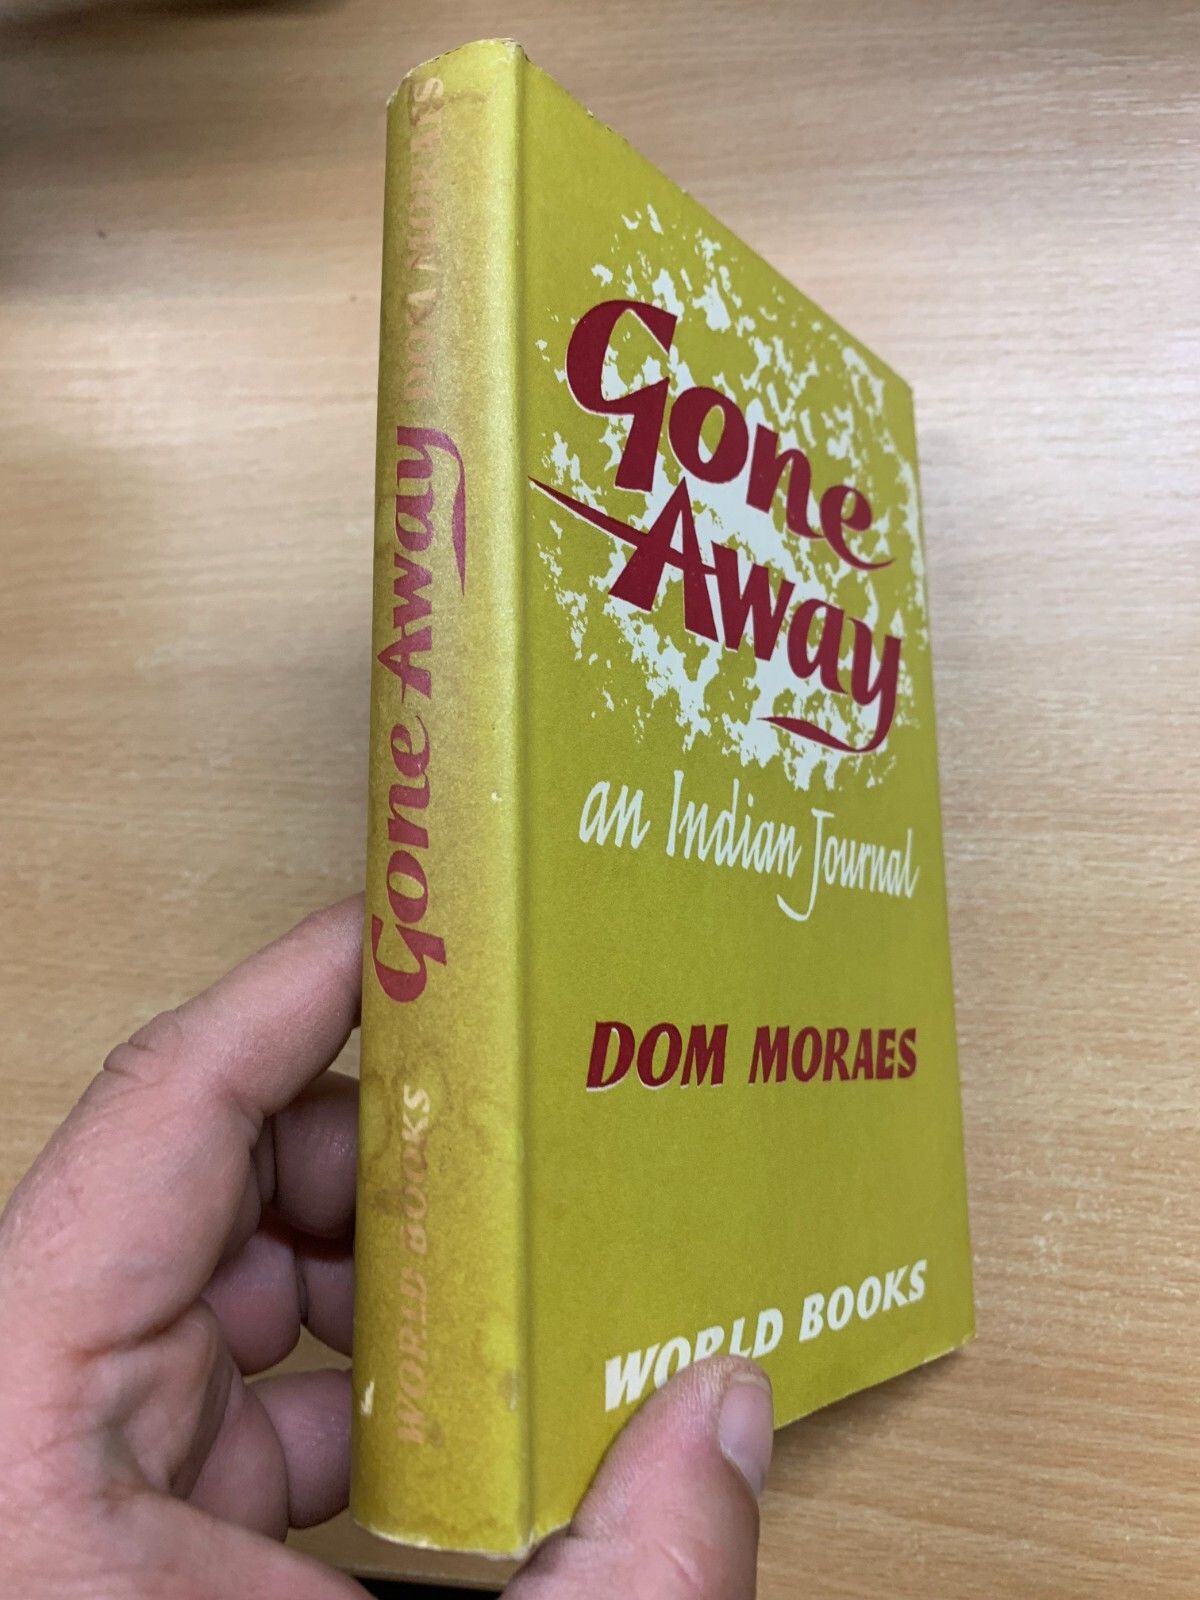 DOM MORAES
Gone Away
WORLD BOOKS
Gone
Away
an Indian Journal
DOM MORAES
WORLD BOOKS